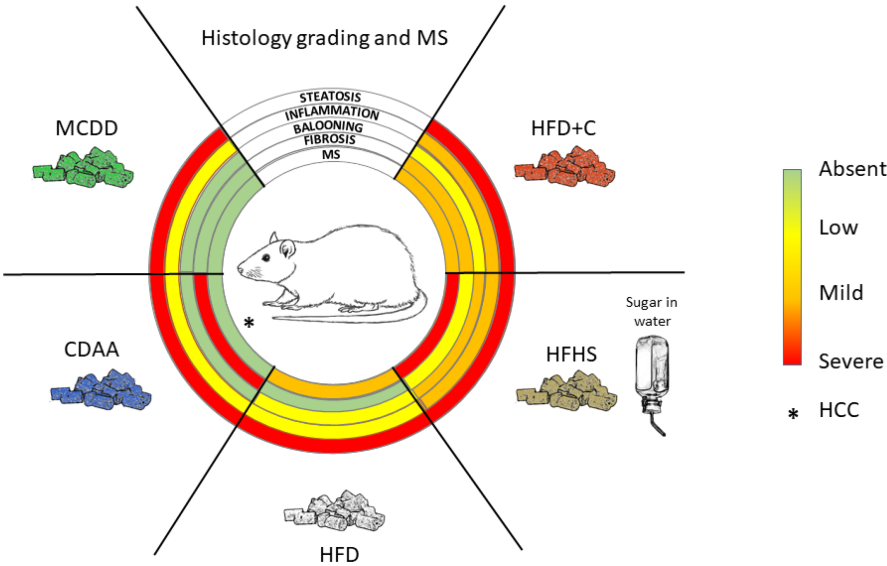 Histology grading and MS
STEATOSIS
INFLAMMATION
BALOONING
FIBROSIS
MS
MCDD
HFD+C
Absent
Low
Mild
Severe
* HCC
Sugar in
water
CDAA
HFHS
*
HFD